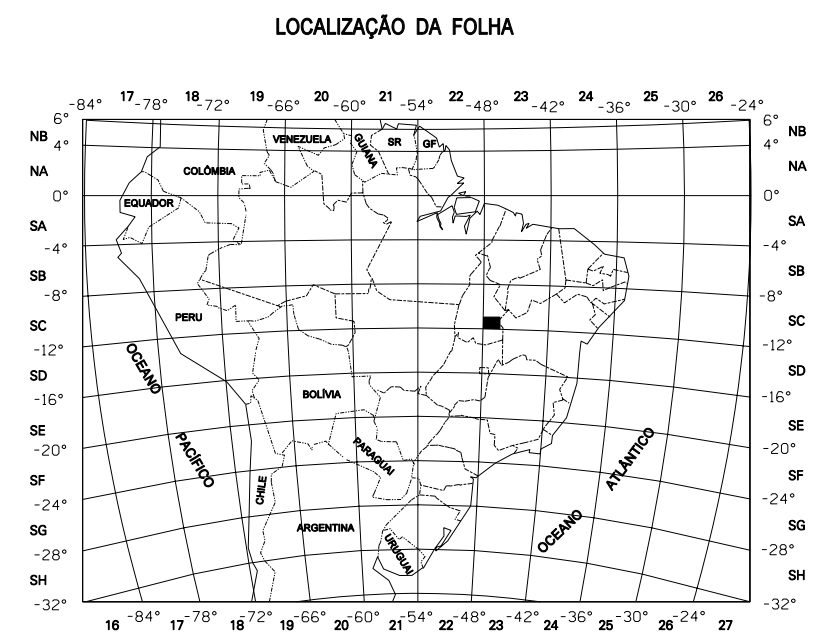 LOCALIZAÇÃO DA FOLHA
17 18 19 20 21 22 23 24 25 26
-84° -78° -72° -66° -60° -54° -48° -42° -36° -30° -24°
6° 6°
NB NB
4° 4°
VENEZUELA GUIANA SR GF
NA COLÔMBIA NA
0° 0°
EQUADOR
SA SA
-4° -4°
SB SB
-8° -8°
PERU
SC SC
-12° -12°
OCEANO
SD SD
BOLÍVIA
-16° -16°
SE SE
-20° -20°
PACÍFICO PARAGUAI ATLÂNTICO
SF CHILE SF
-24° -24°
SG ARGENTINA OCEANO SG
-28° URUGUAI -28°
SH SH
-32° -32°
-84° -78° -72° -66° -60° -54° -48° -42° -36° -30° -24°
16 17 18 19 20 21 22 23 24 25 26 27